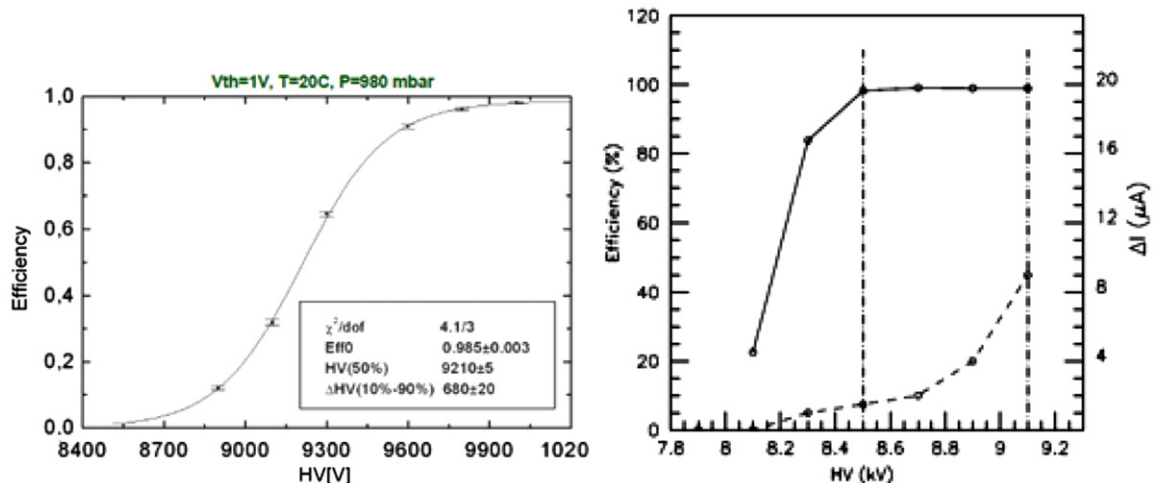 Vth=1V, T=20C, P=980 mbar
1.0
0.8
0.6
0.4
0.2
0.0
Efficiency
χ²/dof 4.1/3
Eff0 0.985±0.003
HV(50%) 9210±5
ΔHV(10%-90%) 680±20
8400 8700 9000 9300 9600 9900 1020
HV[V]
120
100
80
60
40
20
0
Efficiency (%)
20
16
12
8
4
ΔI (μA)
7.8 8 8.2 8.4 8.6 8.8 9 9.2
HV (kV)